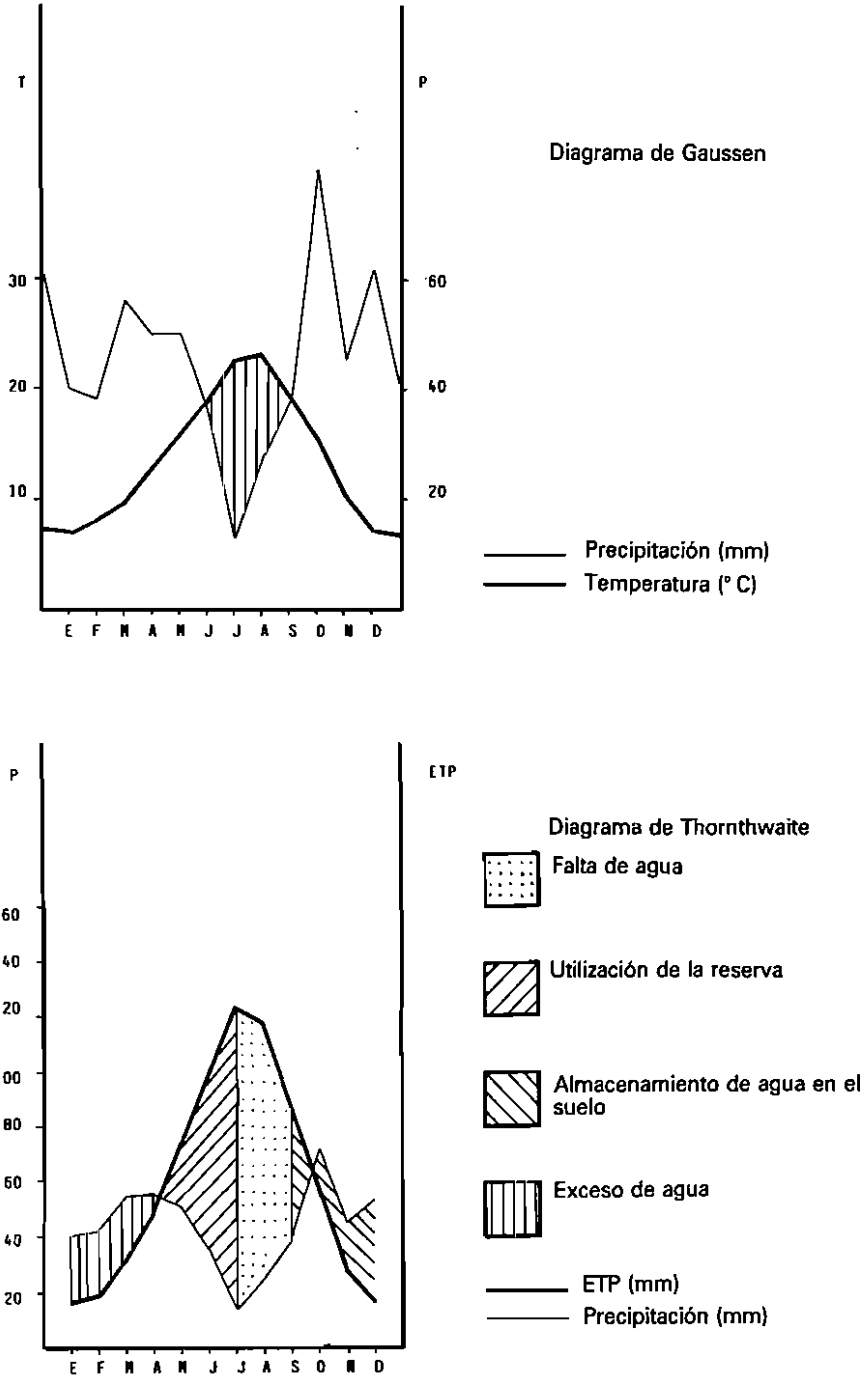 T
P
Diagrama de Gaussen
30
60
20
40
10
20
Precipitación (mm)
Temperatura (° C)
E F M A M J J A S O N D
P
ETP
Diagrama de Thornthwaite
Falta de agua
60
Utilización de la reserva
40
20
00
Almacenamiento de agua en el
suelo
80
60
Exceso de agua
40
20
ETP (mm)
Precipitación (mm)
E F M A M J J A S O N D